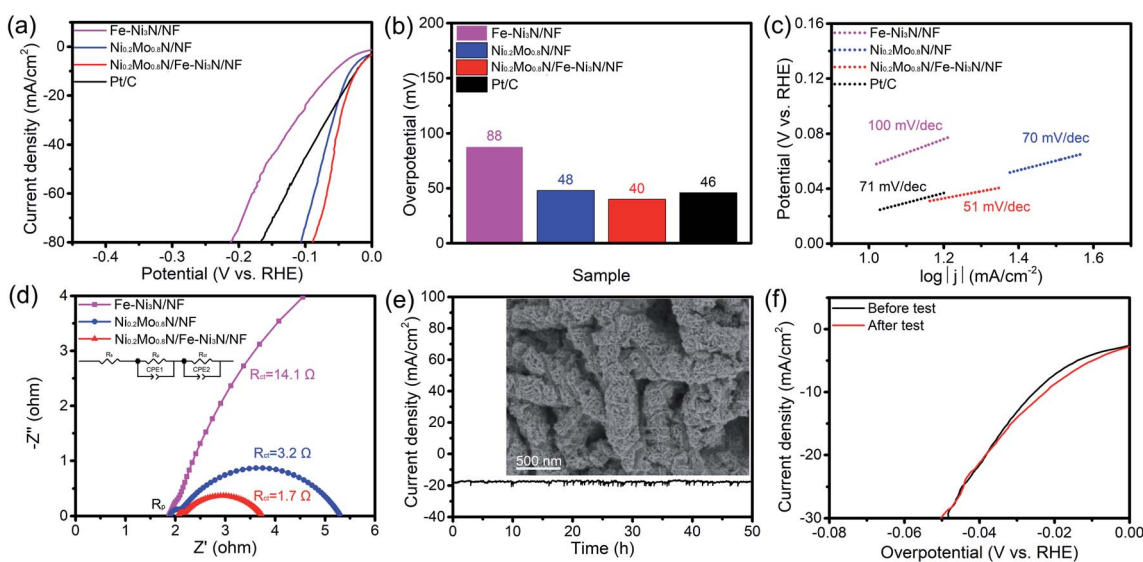 (a)
Fe-Ni₃N/NF
Ni₀.₂Mo₀.₈N/NF
Ni₀.₂Mo₀.₈N/Fe-Ni₃N/NF
Pt/C
Current density (mA/cm²)
0
-20
-40
-60
-80
-0.4
-0.3
-0.2
-0.1
0.0
Potential (V vs. RHE)
(b)
Fe-Ni₃N/NF
Ni₀.₂Mo₀.₈N/NF
Ni₀.₂Mo₀.₈N/Fe-Ni₃N/NF
Pt/C
Overpotential (mV)
200
150
100
50
0
88
48
40
46
Sample
(c)
Fe-Ni₃N/NF
Ni₀.₂Mo₀.₈N/NF
Ni₀.₂Mo₀.₈N/Fe-Ni₃N/NF
Pt/C
Potential (V vs. RHE)
0.16
0.12
0.08
0.04
0.00
100 mV/dec
70 mV/dec
71 mV/dec
51 mV/dec
1.0
1.2
1.4
1.6
log|j| (mA/cm⁻²)
(d)
Fe-Ni₃N/NF
Ni₀.₂Mo₀.₈N/NF
Ni₀.₂Mo₀.₈N/Fe-Ni₃N/NF
-Z'' (ohm)
4
3
2
1
0
Rₛ
Rₚ
R꜀ₜ
CPE1
CPE2
R꜀ₜ=14.1 Ω
R꜀ₜ=3.2 Ω
R꜀ₜ=1.7 Ω
Rₚ
0
1
2
3
4
5
6
Z' (ohm)
(e)
Current density (mA/cm²)
100
80
60
40
20
0
-20
-40
500 nm
0
10
20
30
40
50
Time (h)
(f)
Before test
After test
Current density (mA/cm²)
0
-10
-20
-30
-0.06
-0.04
-0.02
0.00
Overpotential (V vs. RHE)